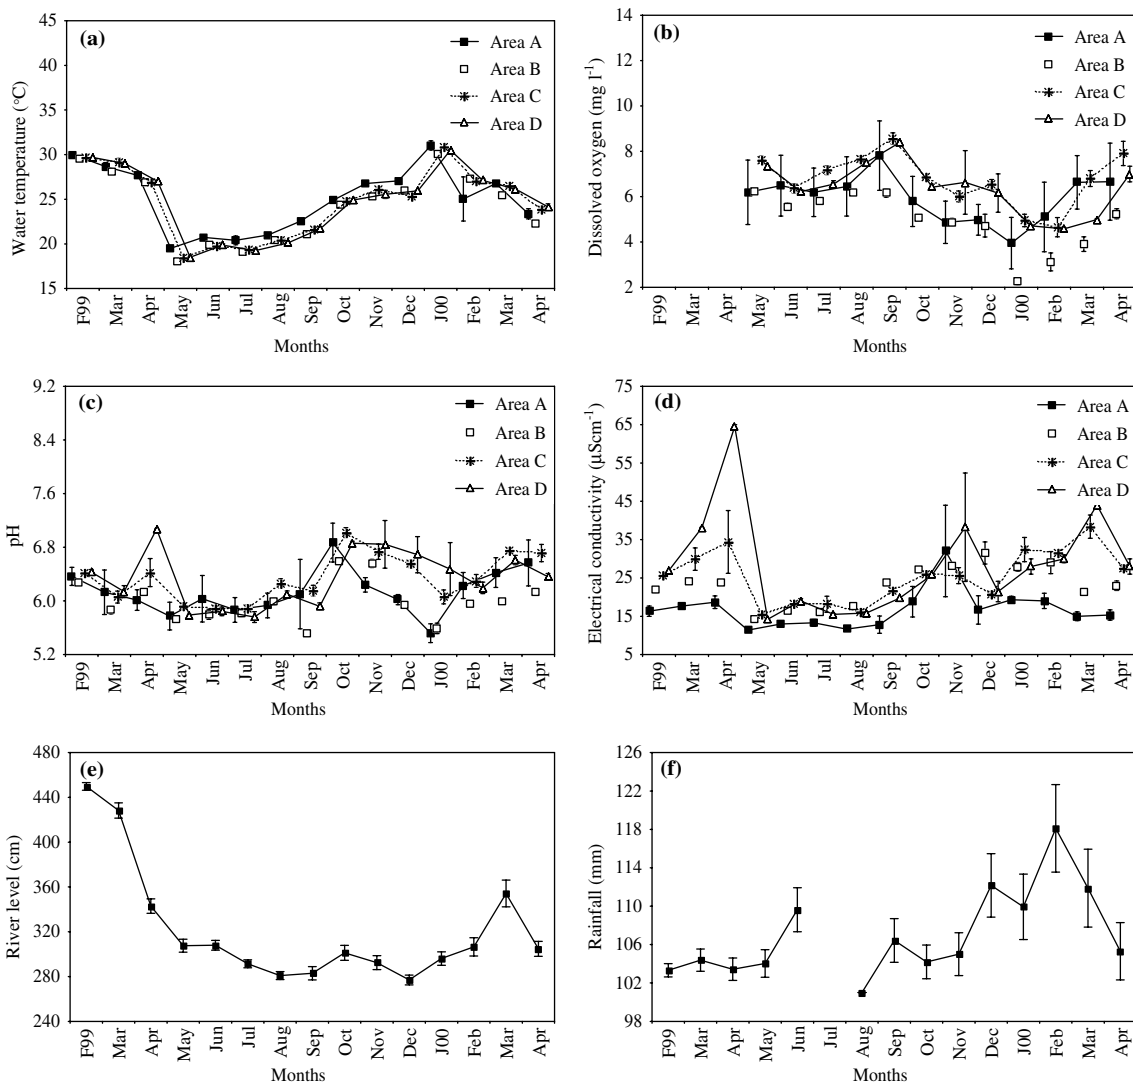 (a)
45
40
35
30
25
20
15
Water temperature (°C)
Area A
Area B
Area C
Area D
F99 Mar Apr May Jun Jul Aug Sep Oct Nov Dec J00 Feb Mar Apr
Months
(b)
14
12
10
8
6
4
2
Dissolved oxygen (mg l⁻¹)
Area A
Area B
Area C
Area D
F99 Mar Apr May Jun Jul Aug Sep Oct Nov Dec J00 Feb Mar Apr
Months
(c)
9.2
8.4
7.6
6.8
6.0
5.2
pH
Area A
Area B
Area C
Area D
F99 Mar Apr May Jun Jul Aug Sep Oct Nov Dec J00 Feb Mar Apr
Months
(d)
75
65
55
45
35
25
15
5
Electrical conductivity (μScm⁻¹)
Area A
Area B
Area C
Area D
F99 Mar Apr May Jun Jul Aug Sep Oct Nov Dec J00 Feb Mar Apr
Months
(e)
480
440
400
360
320
280
240
River level (cm)
F99 Mar Apr May Jun Jul Aug Sep Oct Nov Dec J00 Feb Mar Apr
Months
(f)
126
122
118
114
110
106
102
98
Rainfall (mm)
F99 Mar Apr May Jun Jul Aug Sep Oct Nov Dec J00 Feb Mar Apr
Months